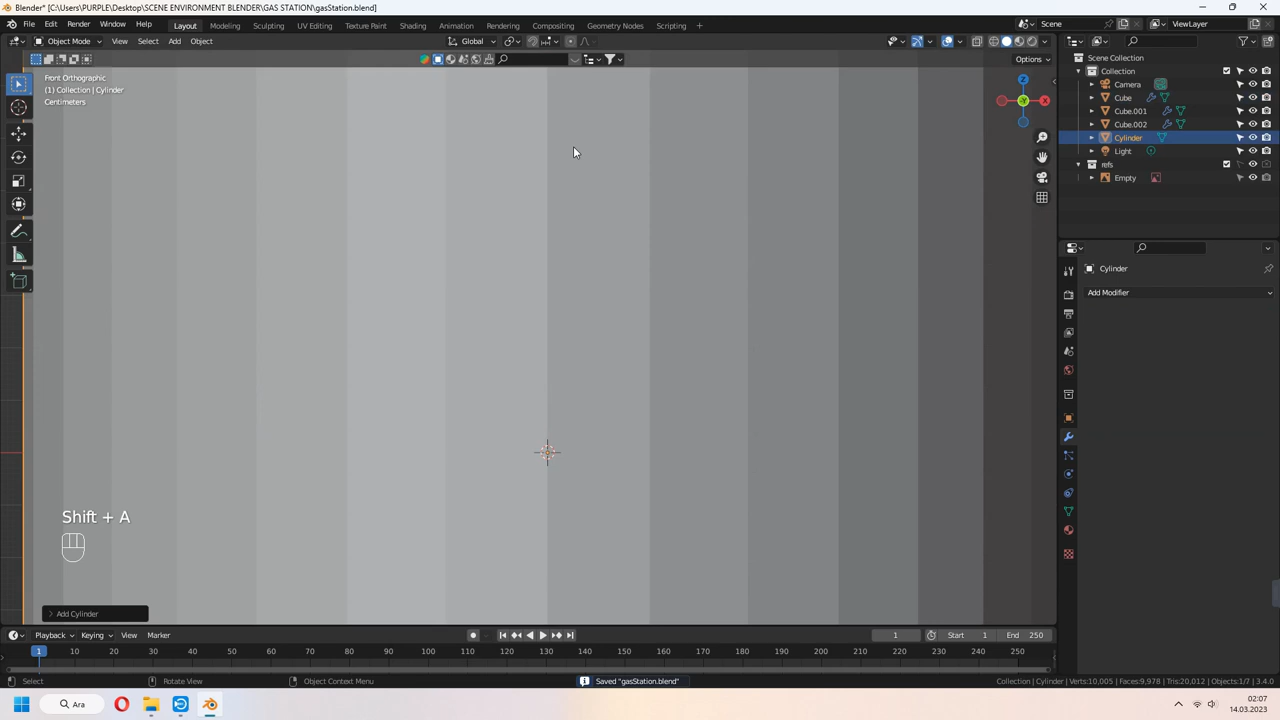 Blender* [C:\Users\PURPLE\Desktop\SCENE ENVIRONMENT BLENDER\GAS STATION\gasStation.blend]
File Edit Render Window Help Layout Modeling Sculpting UV Editing Texture Paint Shading Animation Rendering Compositing Geometry Nodes Scripting + Scene ViewLayer
Object Mode View Select Add Object Global
Options
Front Orthographic
(1) Collection | Cylinder
Centimeters
Z
Y
X
Scene Collection
Collection
Camera
Cube
Cube.001
Cube.002
Cylinder
Light
refs
Empty
Cylinder
Add Modifier
Shift + A
Add Cylinder
Playback Keying View Marker 1 Start 1 End 250
1 10 20 30 40 50 60 70 80 90 100 110 120 130 140 150 160 170 180 190 200 210 220 230 240 250
Select Rotate View Object Context Menu Saved "gasStation.blend" Collection | Cylinder | Verts:10,005 | Faces:9,978 | Tris:20,012 | Objects:1/7 | 3.4.0
Ara
02:07
14.03.2023